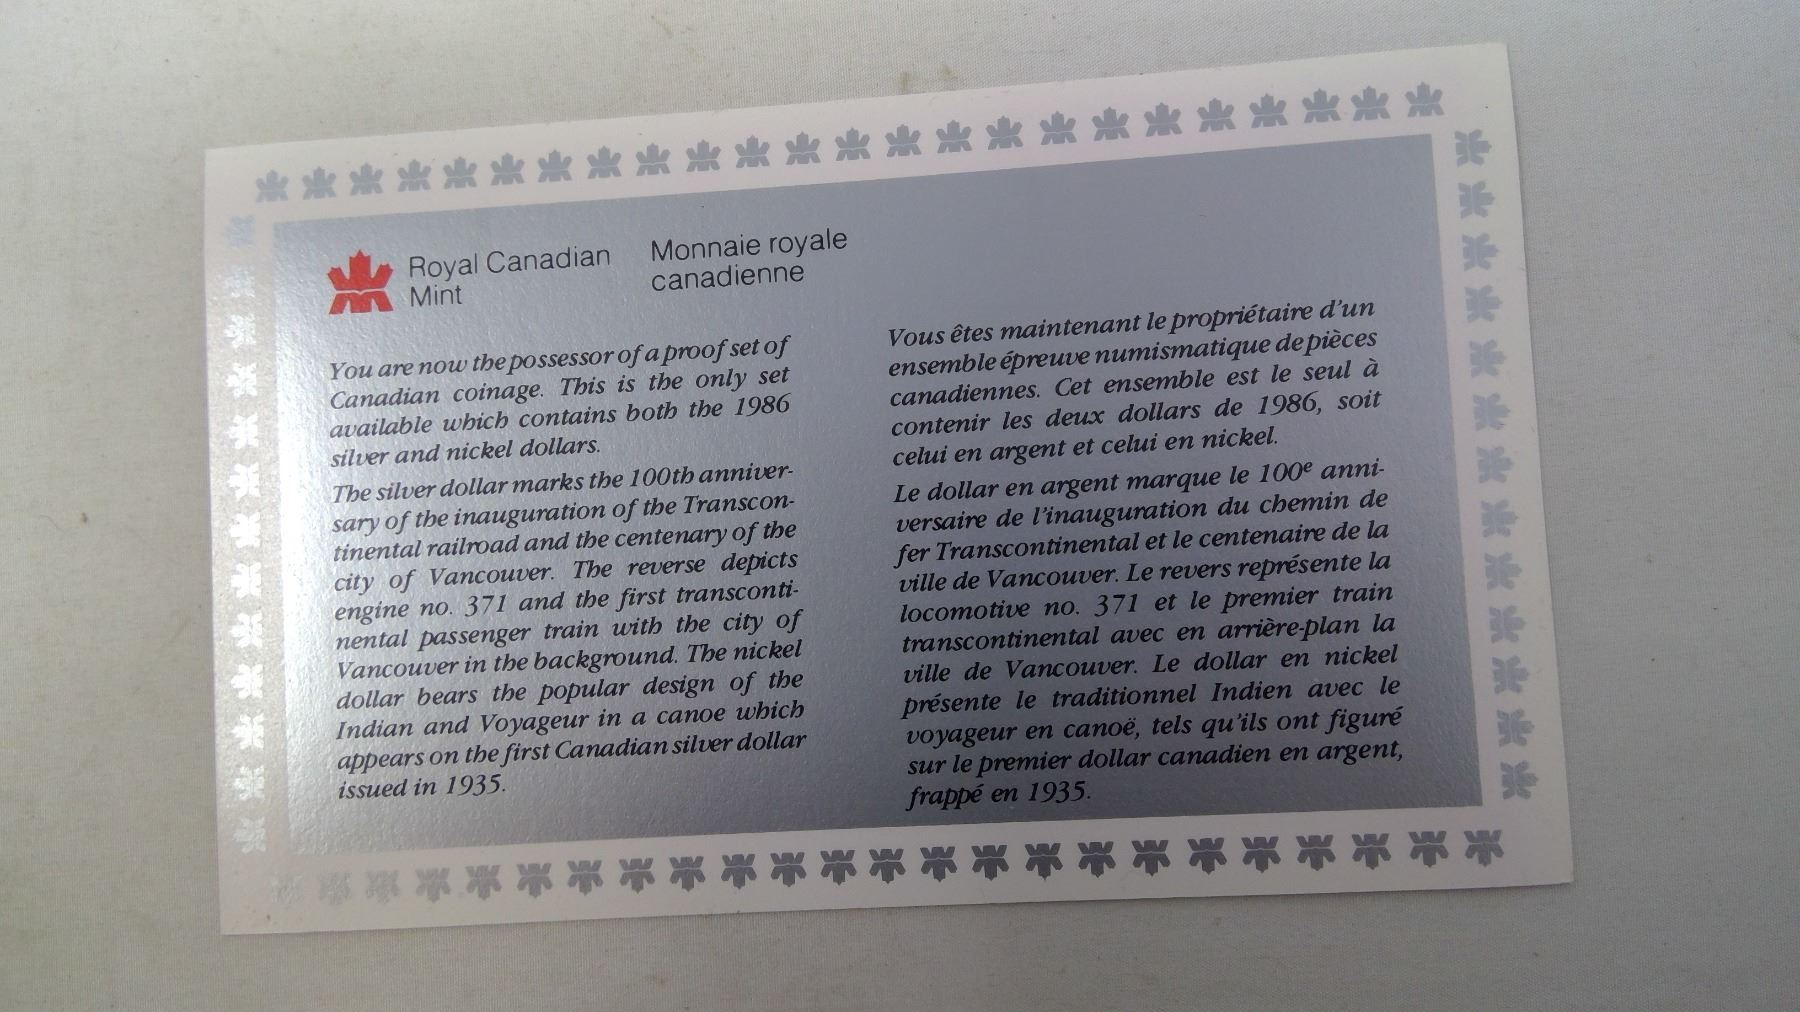 Royal Canadian
Mint
Monnaie royale
canadienne
You are now the possessor of a proof set of
Canadian coinage. This is the only set
available which contains both the 1986
silver and nickel dollars.
The silver dollar marks the 100th anniver-
sary of the inauguration of the Transcon-
tinental railroad and the centenary of the
city of Vancouver. The reverse depicts
engine no. 371 and the first transconti-
nental passenger train with the city of
Vancouver in the background. The nickel
dollar bears the popular design of the
Indian and Voyageur in a canoe which
appears on the first Canadian silver dollar
issued in 1935.
Vous êtes maintenant le propriétaire d'un
ensemble épreuve numismatique de pièces
canadiennes. Cet ensemble est le seul à
contenir les deux dollars de 1986, soit
celui en argent et celui en nickel.
Le dollar en argent marque le 100e anni-
versaire de l'inauguration du chemin de
fer Transcontinental et le centenaire de la
ville de Vancouver. Le revers représente la
locomotive no. 371 et le premier train
transcontinental avec en arrière-plan la
ville de Vancouver. Le dollar en nickel
présente le traditionnel Indien avec le
voyageur en canoë, tels qu'ils ont figuré
sur le premier dollar canadien en argent,
frappé en 1935.